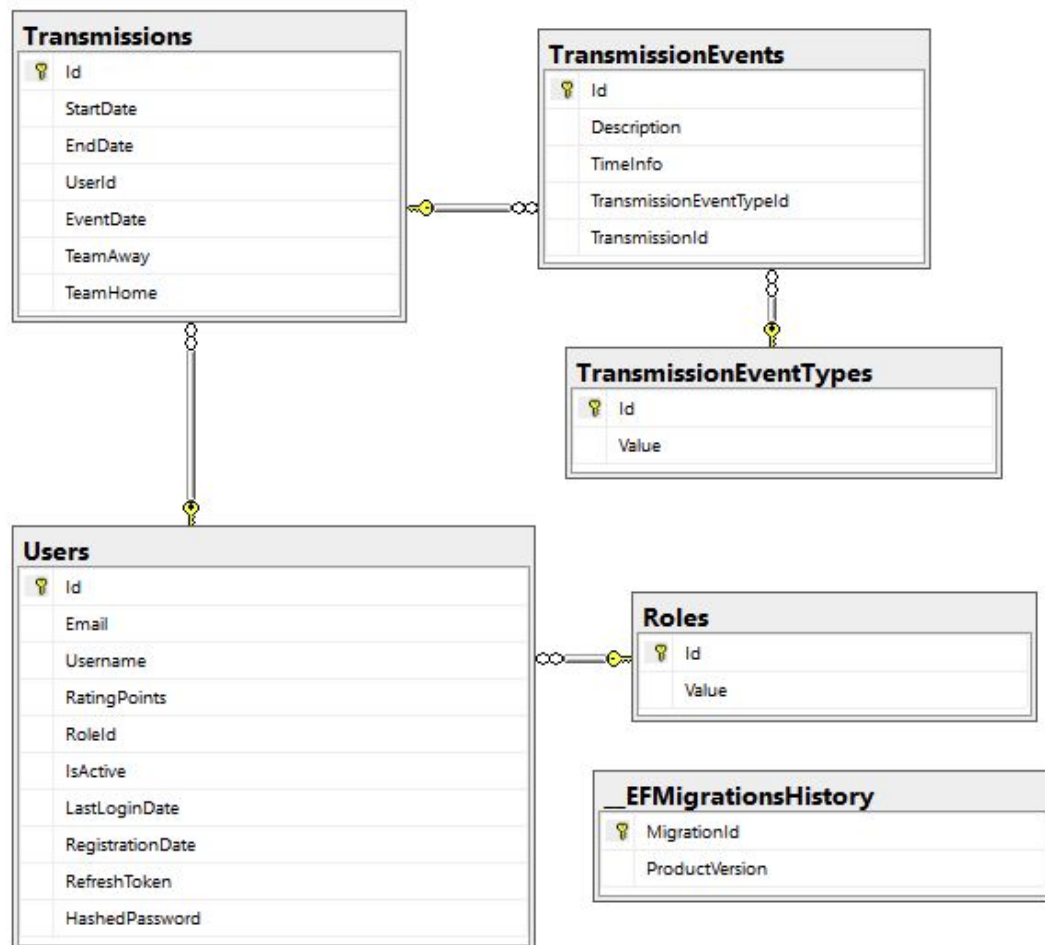 Transmissions
Id
StartDate
EndDate
UserId
EventDate
TeamAway
TeamHome
TransmissionEvents
Id
Description
TimeInfo
TransmissionEventTypeId
TransmissionId
TransmissionEventTypes
Id
Value
Users
Id
Email
Username
RatingPoints
RoleId
IsActive
LastLoginDate
RegistrationDate
RefreshToken
HashedPassword
Roles
Id
Value
__EFMigrationsHistory
MigrationId
ProductVersion